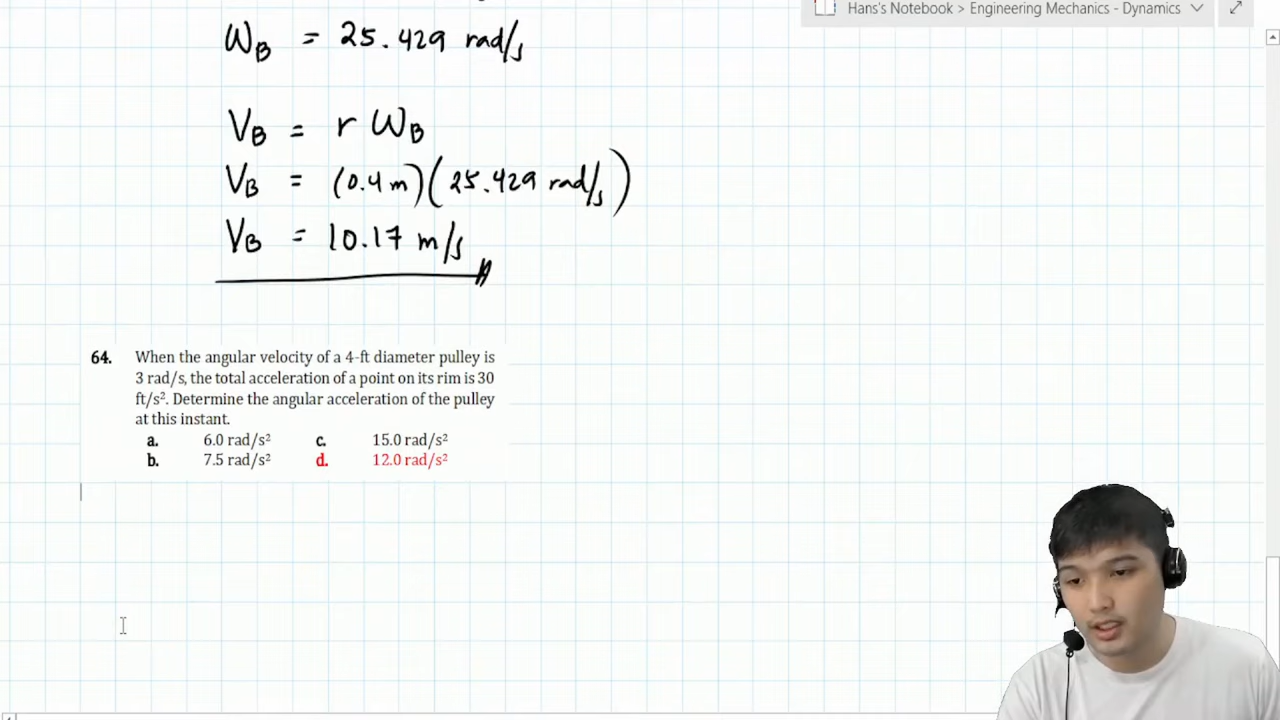 Hans's Notebook > Engineering Mechanics - Dynamics
ω_B = 25.429 rad/s
V_B = r ω_B
V_B = (0.4 m)(25.429 rad/s)
V_B = 10.17 m/s
64. When the angular velocity of a 4-ft diameter pulley is
3 rad/s, the total acceleration of a point on its rim is 30
ft/s². Determine the angular acceleration of the pulley
at this instant.
a. 6.0 rad/s² c. 15.0 rad/s²
b. 7.5 rad/s² d. 12.0 rad/s²